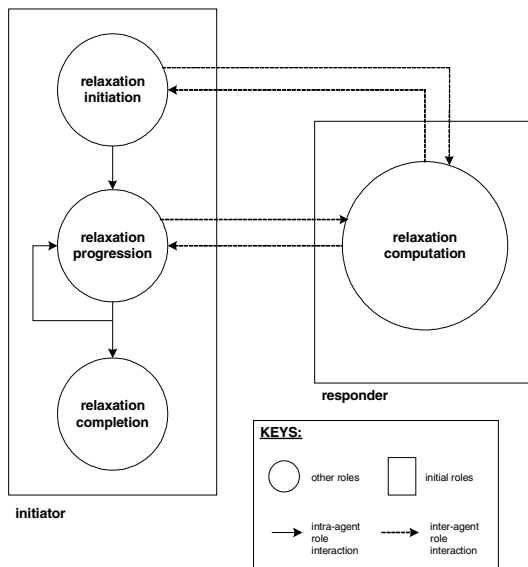 relaxation
initiation
relaxation
progression
relaxation
computation
relaxation
completion
responder
initiator
KEYS:
other roles
initial roles
intra-agent
role
interaction
inter-agent
role
interaction